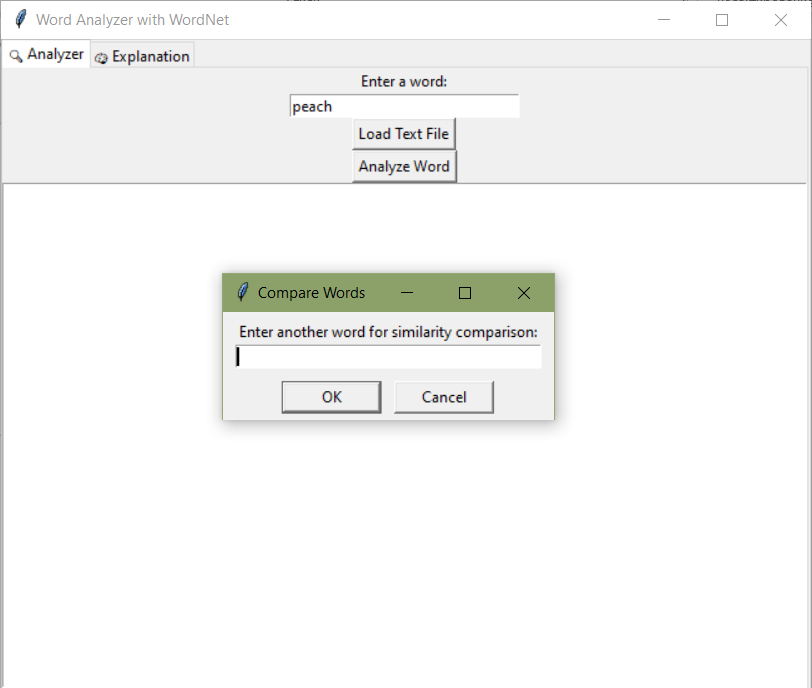 Word Analyzer with WordNet
Analyzer Explanation
Enter a word:
peach
Load Text File
Analyze Word
Compare Words
Enter another word for similarity comparison:
OK Cancel